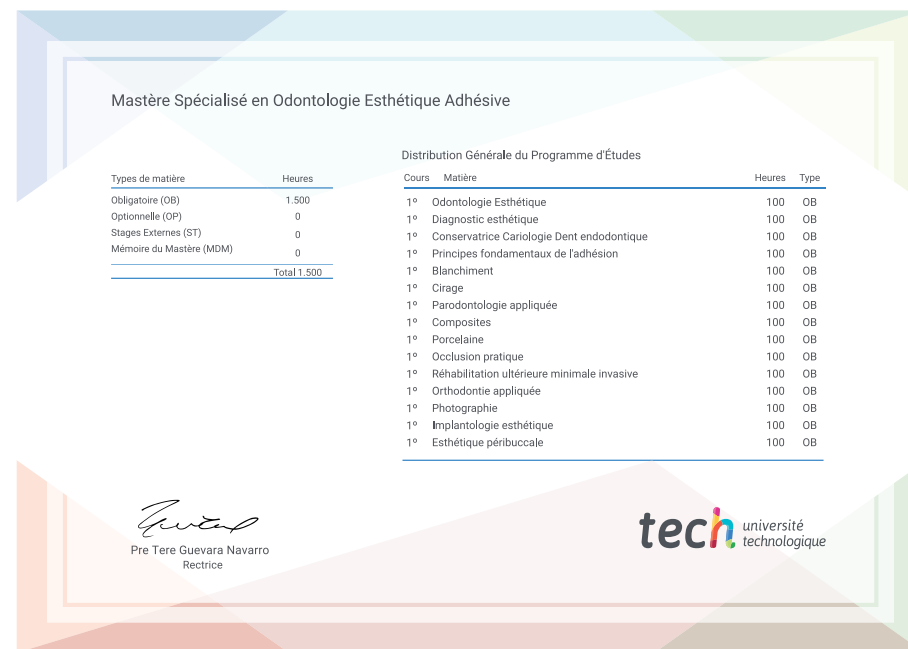 Mastère Spécialisé en Odontologie Esthétique Adhésive
Types de matière Heures
Obligatoire (OB) 1.500
Optionnelle (OP) 0
Stages Externes (ST) 0
Mémoire du Mastère (MDM) 0
Total 1.500
Distribution Générale du Programme d'Études
Cours Matière Heures Type
1º Odontologie Esthétique 100 OB
1º Diagnostic esthétique 100 OB
1º Conservatrice Cariologie Dent endodontique 100 OB
1º Principes fondamentaux de l'adhésion 100 OB
1º Blanchiment 100 OB
1º Cirage 100 OB
1º Parodontologie appliquée 100 OB
1º Composites 100 OB
1º Porcelaine 100 OB
1º Occlusion pratique 100 OB
1º Réhabilitation ultérieure minimale invasive 100 OB
1º Orthodontie appliquée 100 OB
1º Photographie 100 OB
1º Implantologie esthétique 100 OB
1º Esthétique péribuccale 100 OB
Pre Tere Guevara Navarro
Rectrice
tech université
technologique